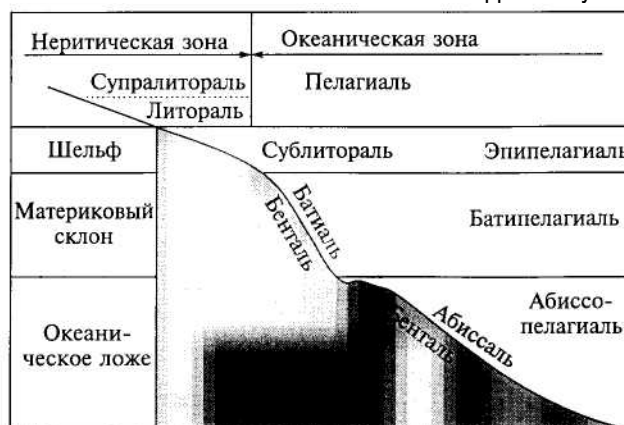 Неритическая зона
Океаническая зона
Супралитораль
Пелагиаль
Литораль
Шельф
Сублитораль
Эпипелагиаль
Материковый
склон
Батиаль
Бенталь
Батипелагиаль
Океани-
ческое ложе
Абиссаль
Бенталь
Абиссо-
пелагиаль